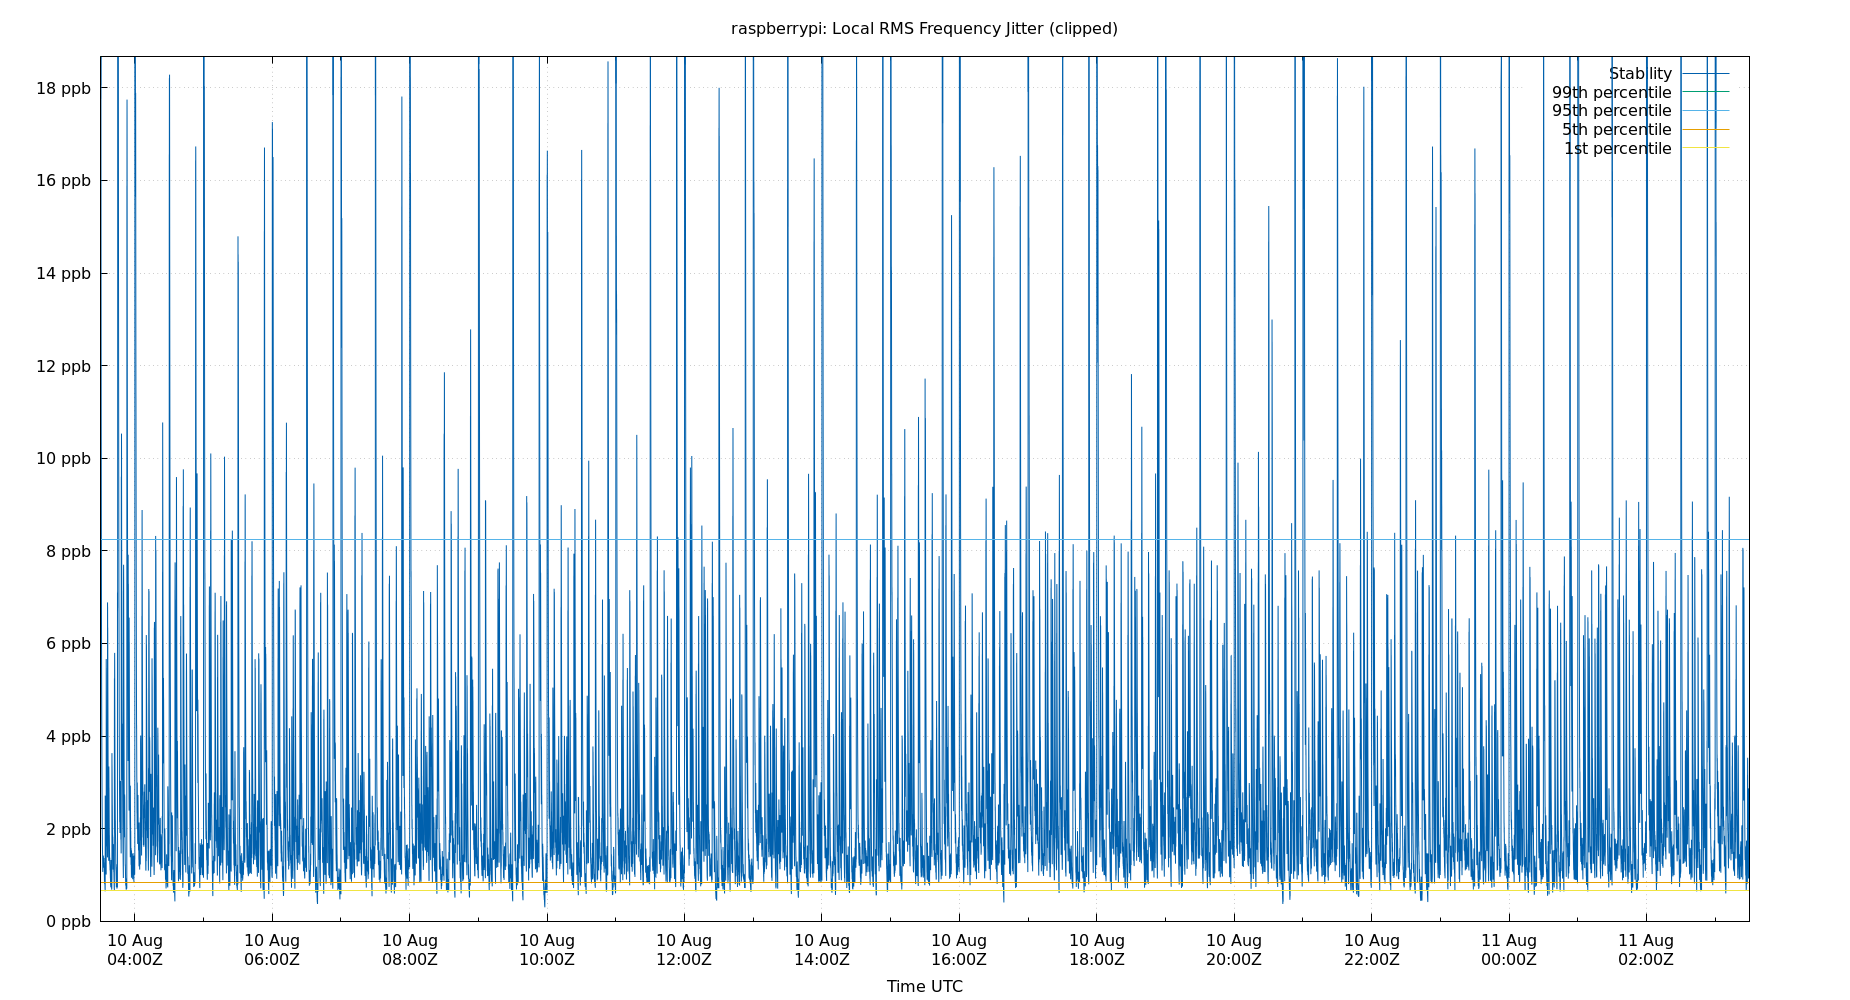 raspberrypi: Local RMS Frequency Jitter (clipped)
Stability
99th percentile
95th percentile
5th percentile
1st percentile
18 ppb
16 ppb
14 ppb
12 ppb
10 ppb
8 ppb
6 ppb
4 ppb
2 ppb
0 ppb
10 Aug 10 Aug 10 Aug 10 Aug 10 Aug 10 Aug 10 Aug 10 Aug 10 Aug 10 Aug 11 Aug 11 Aug
04:00Z 06:00Z 08:00Z 10:00Z 12:00Z 14:00Z 16:00Z 18:00Z 20:00Z 22:00Z 00:00Z 02:00Z
Time UTC